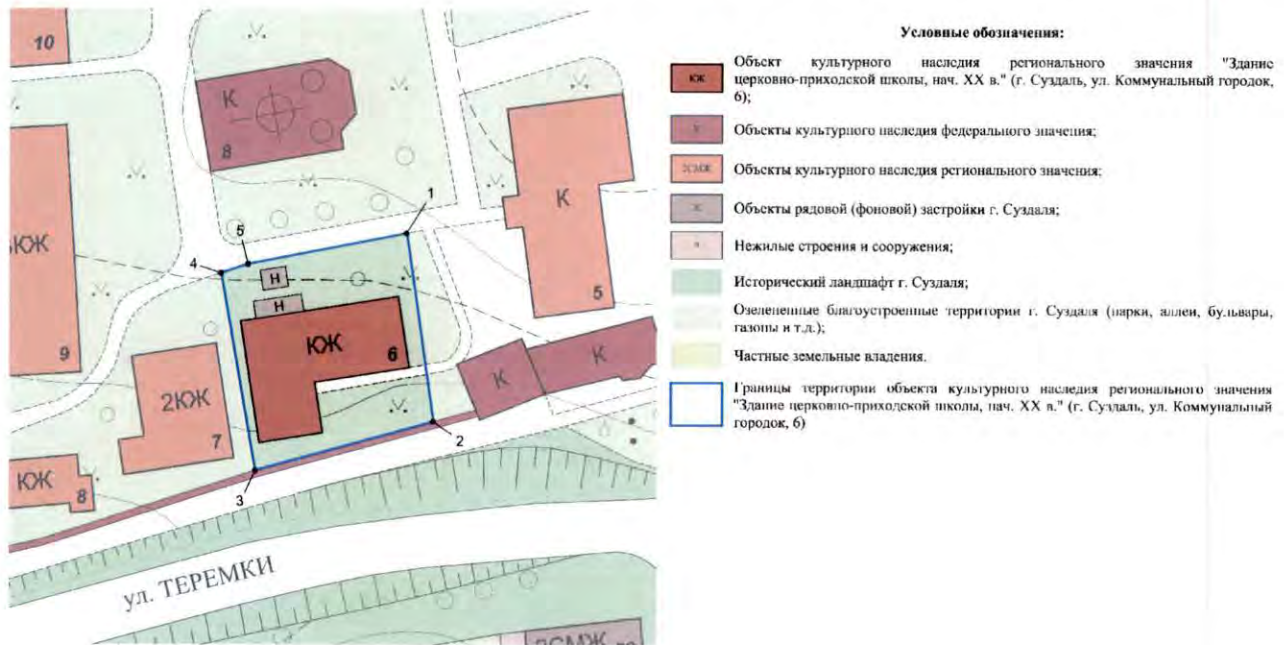 10
К
8
1
К
5
5
4
КЖ
9
Н
Н
КЖ
6
2КЖ
7
К
К
2
КЖ
8
3
ул. ТЕРЕМКИ
Условные обозначения:
КЖ
Объект культурного наследия регионального значения "Здание
церковно-приходской школы, нач. XX в." (г. Суздаль, ул. Коммунальный городок,
6);
К
Объекты культурного наследия федерального значения;
2СМЖ
Объекты культурного наследия регионального значения;
К
Объекты рядовой (фоновой) застройки г. Суздаля;
Н
Нежилые строения и сооружения;
Исторический ландшафт г. Суздаля;
Озелененные благоустроенные территории г. Суздаля (парки, аллеи, бульвары,
газоны и т.д.);
Частные земельные владения.
Границы территории объекта культурного наследия регионального значения
"Здание церковно-приходской школы, нач. XX в." (г. Суздаль, ул. Коммунальный
городок, 6)